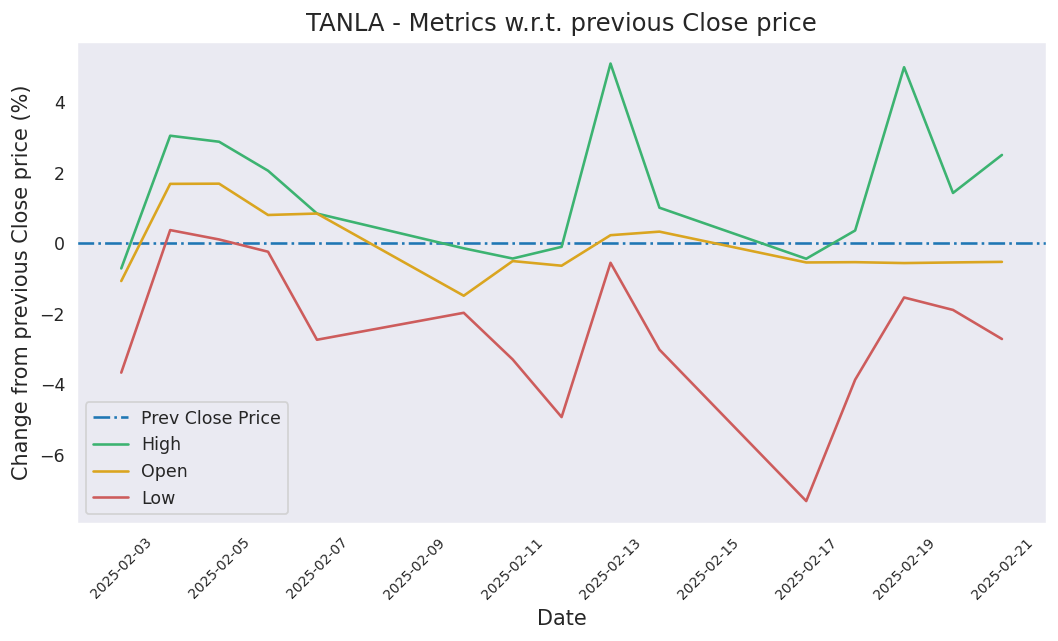 TANLA - Metrics w.r.t. previous Close price
Change from previous Close price (%)
4
2
0
−2
−4
−6
Prev Close Price
High
Open
Low
2025-02-03
2025-02-05
2025-02-07
2025-02-09
2025-02-11
2025-02-13
2025-02-15
2025-02-17
2025-02-19
2025-02-21
Date